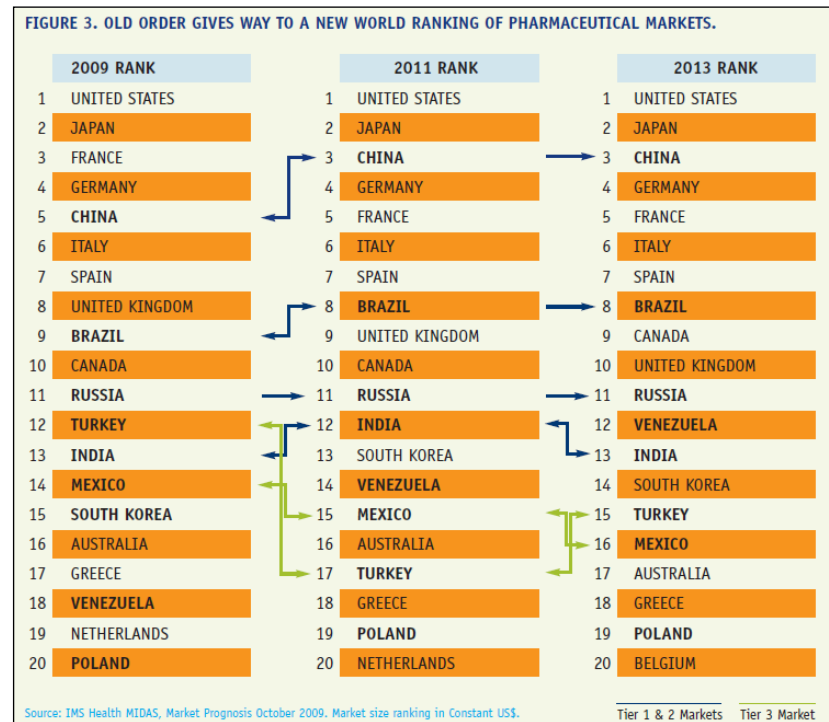 FIGURE 3. OLD ORDER GIVES WAY TO A NEW WORLD RANKING OF PHARMACEUTICAL MARKETS.
2009 RANK
1 UNITED STATES
2 JAPAN
3 FRANCE
4 GERMANY
5 CHINA
6 ITALY
7 SPAIN
8 UNITED KINGDOM
9 BRAZIL
10 CANADA
11 RUSSIA
12 TURKEY
13 INDIA
14 MEXICO
15 SOUTH KOREA
16 AUSTRALIA
17 GREECE
18 VENEZUELA
19 NETHERLANDS
20 POLAND
2011 RANK
1 UNITED STATES
2 JAPAN
3 CHINA
4 GERMANY
5 FRANCE
6 ITALY
7 SPAIN
8 BRAZIL
9 UNITED KINGDOM
10 CANADA
11 RUSSIA
12 INDIA
13 SOUTH KOREA
14 VENEZUELA
15 MEXICO
16 AUSTRALIA
17 TURKEY
18 GREECE
19 POLAND
20 NETHERLANDS
2013 RANK
1 UNITED STATES
2 JAPAN
3 CHINA
4 GERMANY
5 FRANCE
6 ITALY
7 SPAIN
8 BRAZIL
9 CANADA
10 UNITED KINGDOM
11 RUSSIA
12 VENEZUELA
13 INDIA
14 SOUTH KOREA
15 TURKEY
16 MEXICO
17 AUSTRALIA
18 GREECE
19 POLAND
20 BELGIUM
Source: IMS Health MIDAS, Market Prognosis October 2009. Market size ranking in Constant US$.
Tier 1 & 2 Markets Tier 3 Market